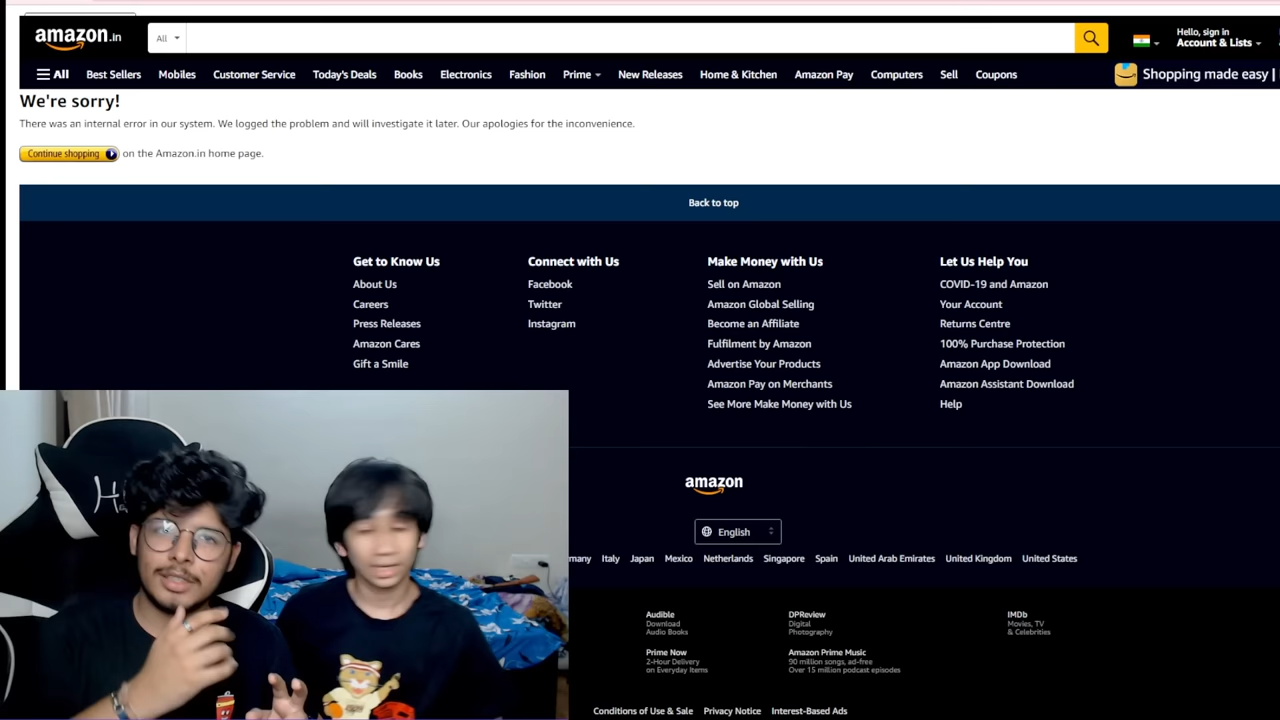 amazon.in
All
Hello, sign in
Account & Lists
All Best Sellers Mobiles Customer Service Today's Deals Books Electronics Fashion Prime New Releases Home & Kitchen Amazon Pay Computers Sell Coupons
Shopping made easy |
We're sorry!
There was an internal error in our system. We logged the problem and will investigate it later. Our apologies for the inconvenience.
Continue shopping on the Amazon.in home page.
Back to top
Get to Know Us
About Us
Careers
Press Releases
Amazon Cares
Gift a Smile
Connect with Us
Facebook
Twitter
Instagram
Make Money with Us
Sell on Amazon
Amazon Global Selling
Become an Affiliate
Fulfilment by Amazon
Advertise Your Products
Amazon Pay on Merchants
See More Make Money with Us
Let Us Help You
COVID-19 and Amazon
Your Account
Returns Centre
100% Purchase Protection
Amazon App Download
Amazon Assistant Download
Help
amazon
English
many Italy Japan Mexico Netherlands Singapore Spain United Arab Emirates United Kingdom United States
Audible
Download
Audio Books
DPReview
Digital
Photography
IMDb
Movies, TV
& Celebrities
Prime Now
2-Hour Delivery
on Everyday Items
Amazon Prime Music
90 million songs, ad-free
Over 15 million podcast episodes
Conditions of Use & Sale Privacy Notice Interest-Based Ads